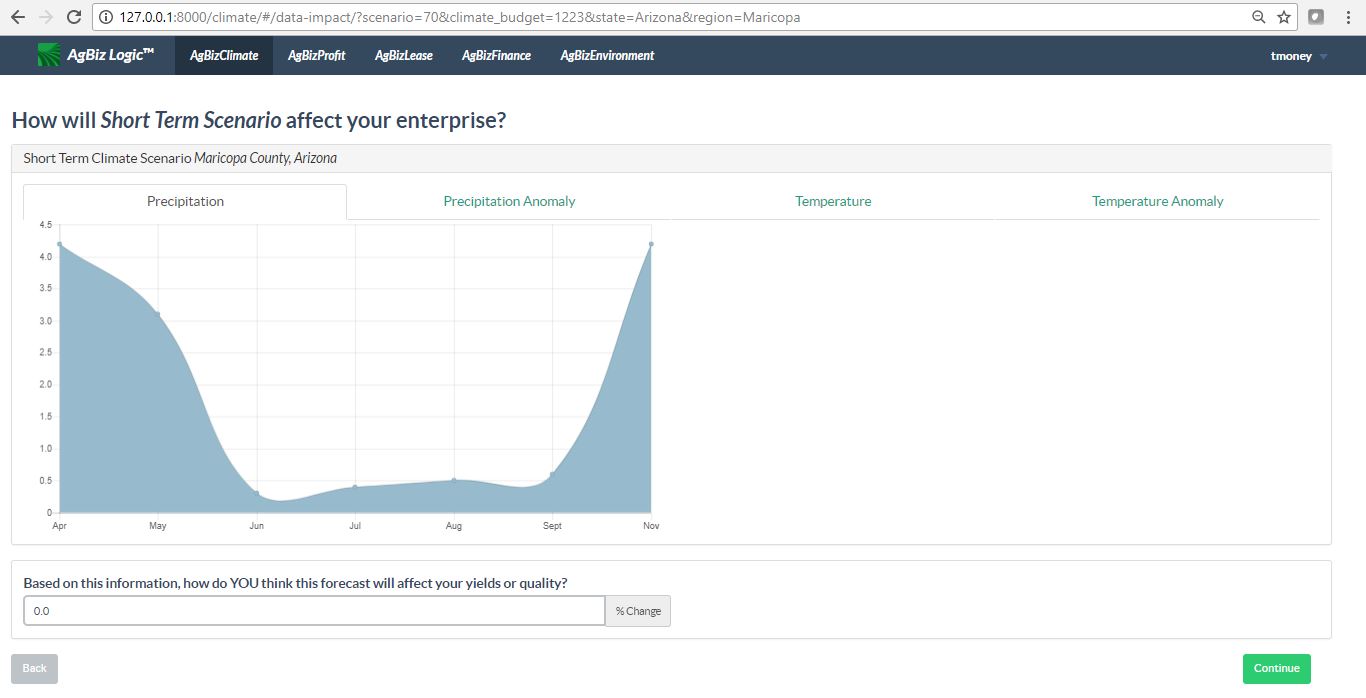 127.0.0.1:8000/climate/#/data-impact/?scenario=70&climate_budget=1223&state=Arizona&region=Maricopa
AgBiz Logic™ AgBizClimate AgBizProfit AgBizLease AgBizFinance AgBizEnvironment tmoney
How will Short Term Scenario affect your enterprise?
Short Term Climate Scenario Maricopa County, Arizona
Precipitation Precipitation Anomaly Temperature Temperature Anomaly
4.5
4.0
3.5
3.0
2.5
2.0
1.5
1.0
0.5
0
Apr May Jun Jul Aug Sept Nov
Based on this information, how do YOU think this forecast will affect your yields or quality?
0.0 % Change
Back Continue